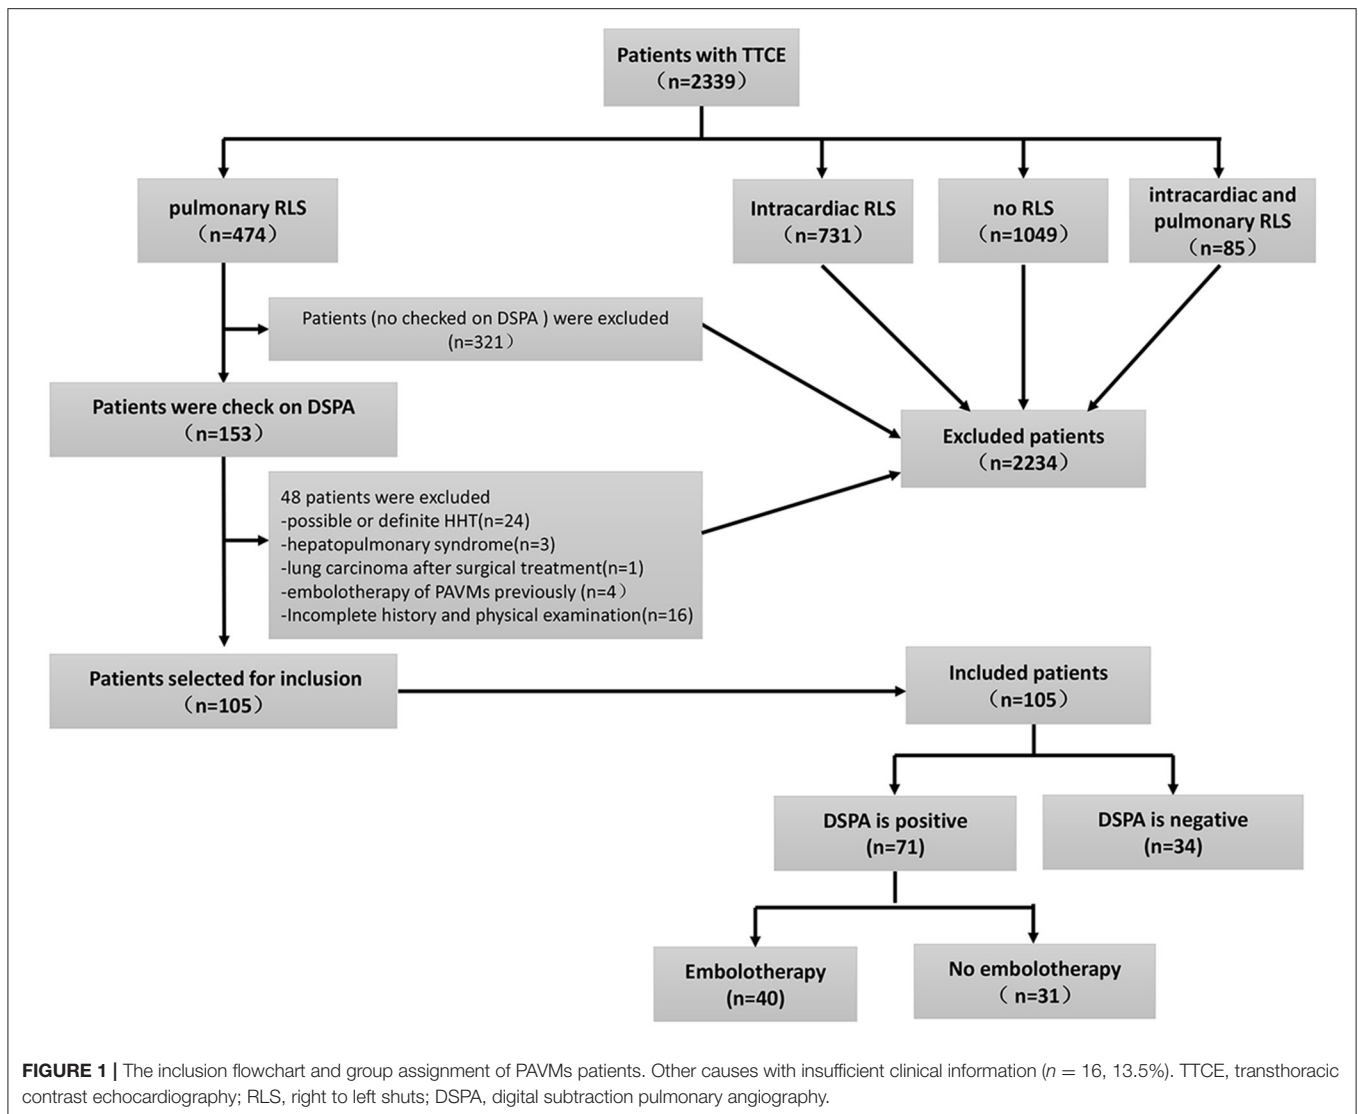 Patients with TTCE
（n=2339）
pulmonary RLS
（n=474）
Intracardiac RLS
（n=731）
no RLS
（n=1049）
intracardiac and
pulmonary RLS
（n=85）
Patients (no checked on DSPA ) were excluded
(n=321）
Patients were check on DSPA
（n=153）
Excluded patients
（n=2234）
48 patients were excluded
-possible or definite HHT(n=24)
-hepatopulmonary syndrome(n=3)
-lung carcinoma after surgical treatment(n=1)
-embolotherapy of PAVMs previously (n=4）
-Incomplete history and physical examination(n=16)
Patients selected for inclusion
（n=105）
Included patients
（n=105）
DSPA is positive
(n=71)
DSPA is negative
(n=34)
Embolotherapy
(n=40)
No embolotherapy
（ n=31）
FIGURE 1 | The inclusion flowchart and group assignment of PAVMs patients. Other causes with insufficient clinical information (n = 16, 13.5%). TTCE, transthoracic
contrast echocardiography; RLS, right to left shuts; DSPA, digital subtraction pulmonary angiography.